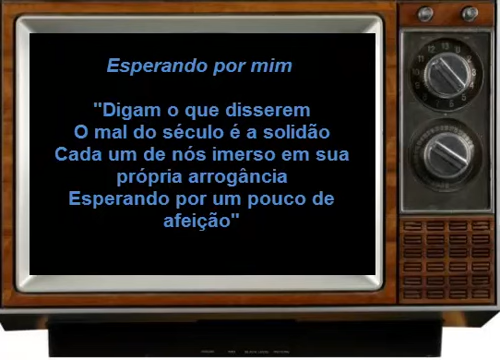 Esperando por mim
"Digam o que disserem
O mal do século é a solidão
Cada um de nós imerso em sua
própria arrogância
Esperando por um pouco de
afeição"